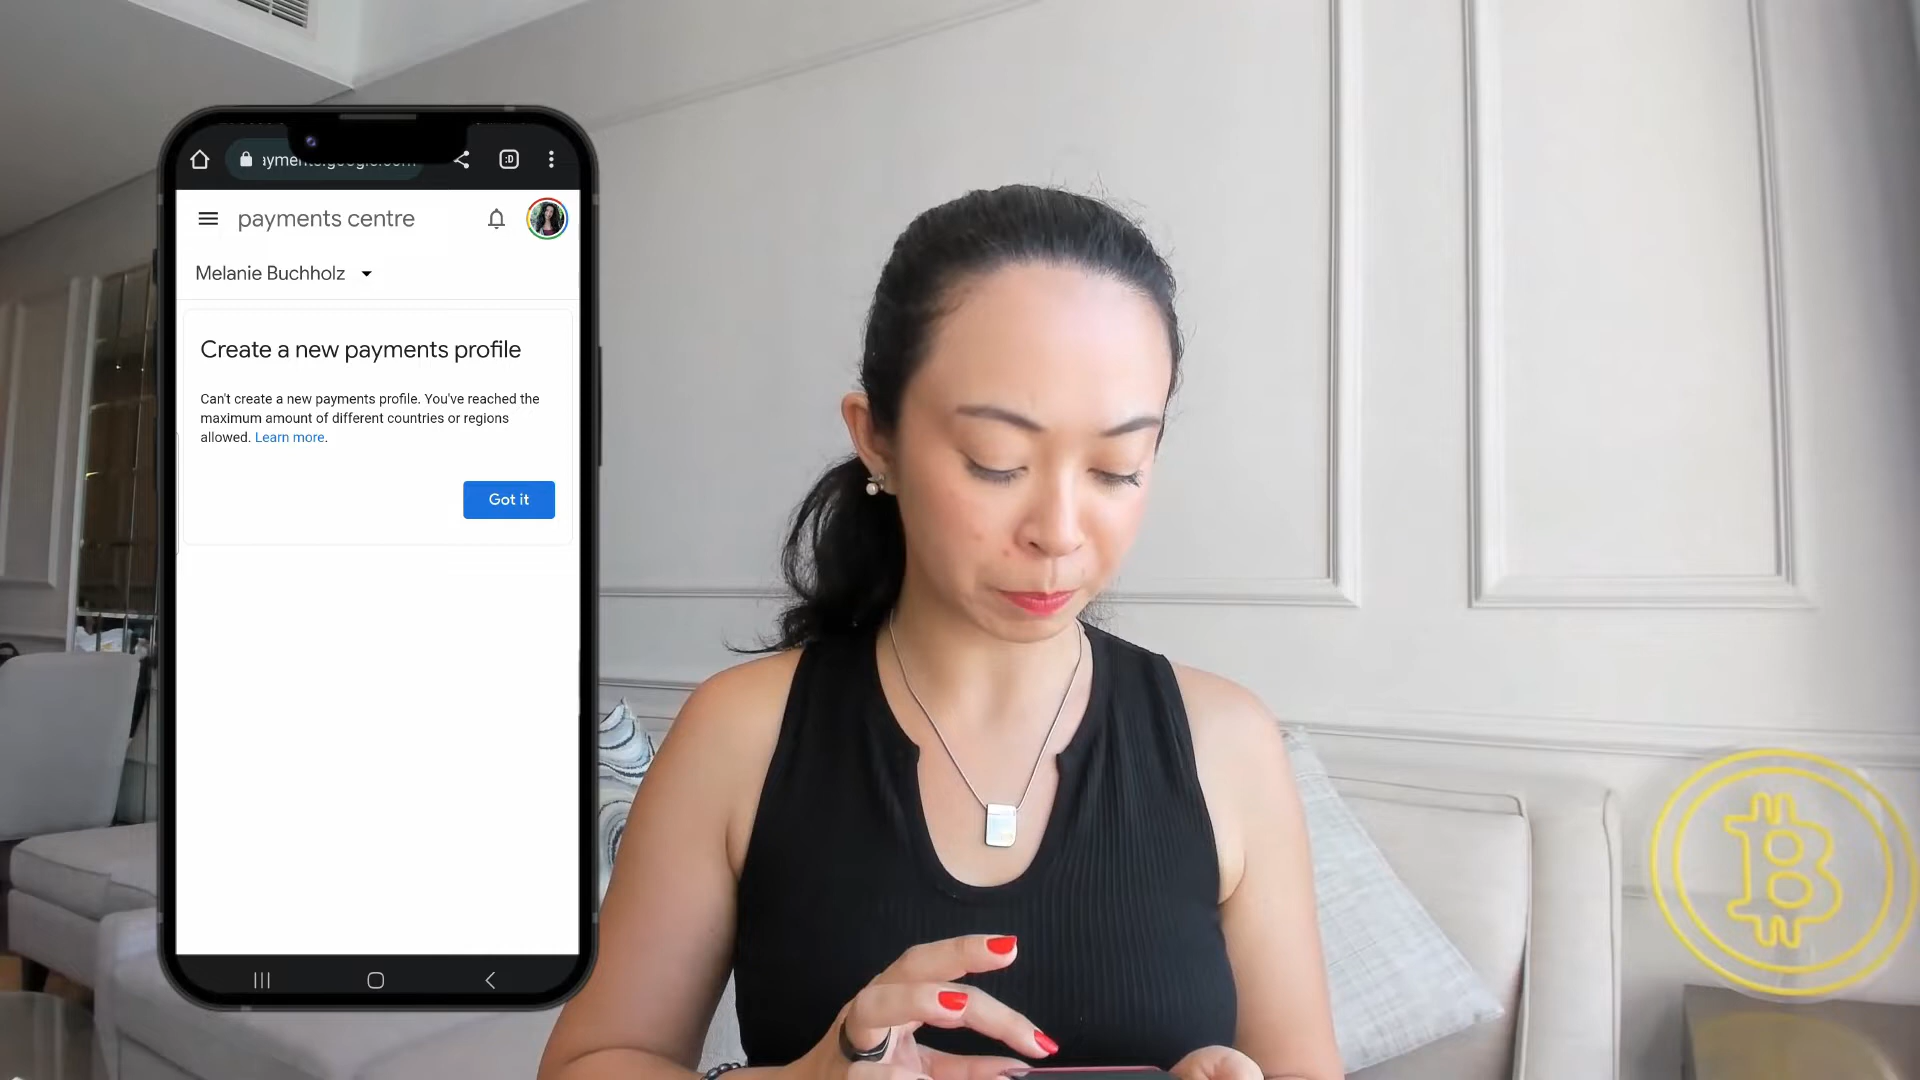 payments centre
Melanie Buchholz
Create a new payments profile
Can't create a new payments profile. You've reached the
maximum amount of different countries or regions
allowed. Learn more.
Got it